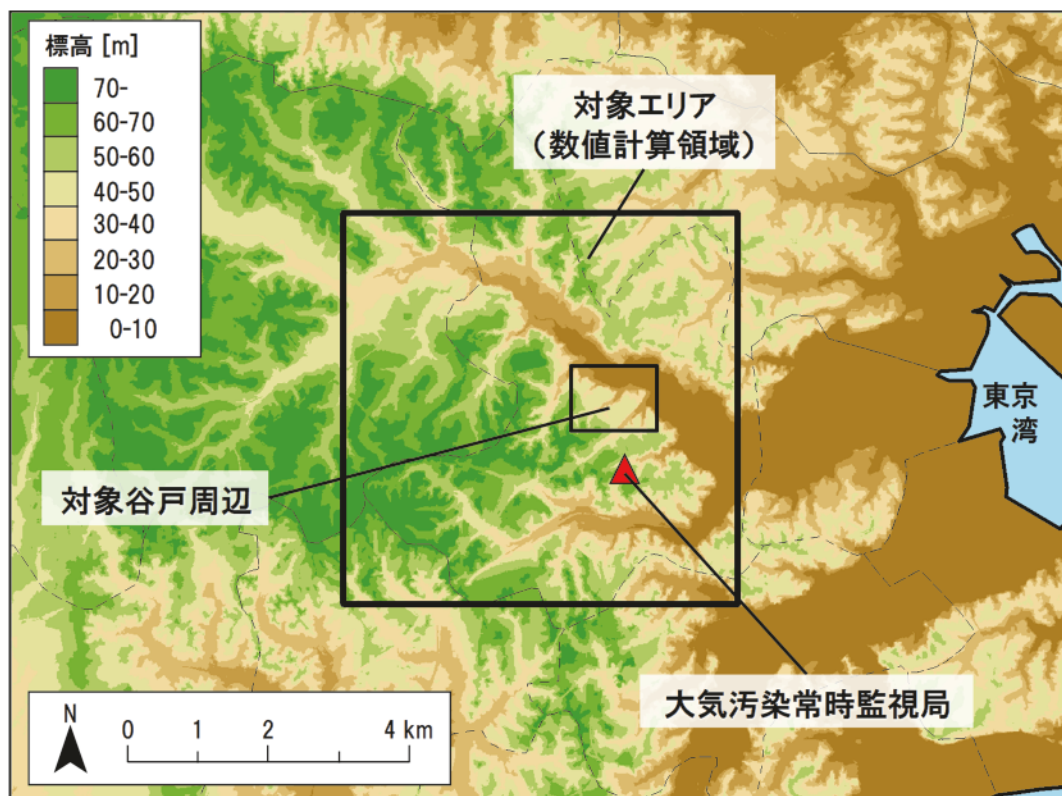 標高 [m]
70-
60-70
50-60
40-50
30-40
20-30
10-20
0-10
対象エリア
（数値計算領域）
東京
湾
対象谷戸周辺
大気汚染常時監視局
N
0 1 2 4 km